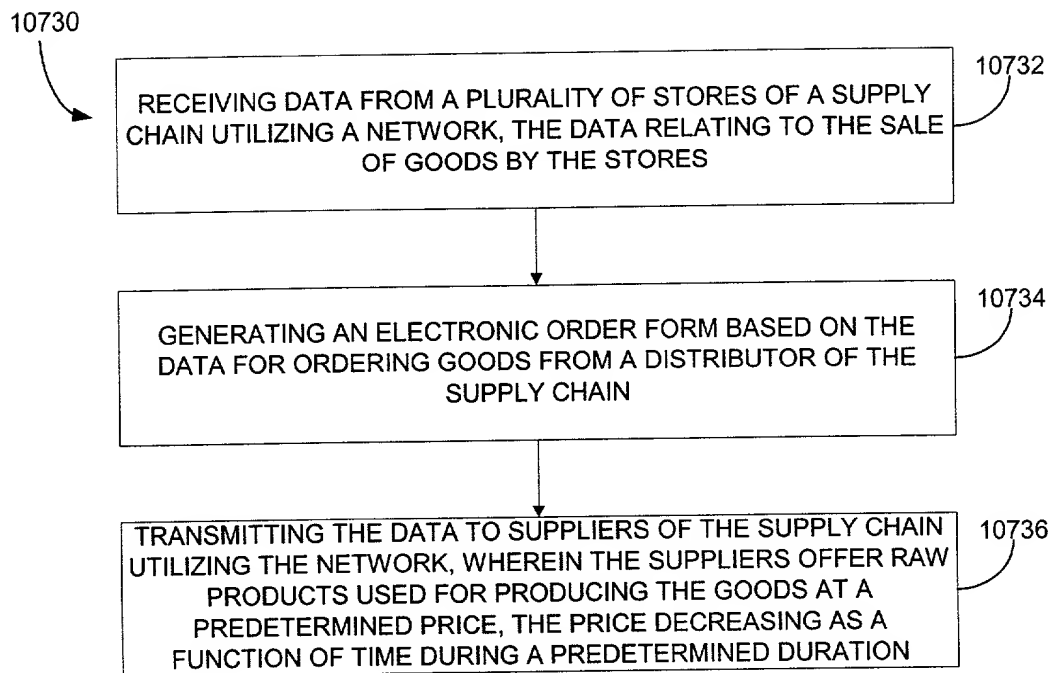 10730
10732
RECEIVING DATA FROM A PLURALITY OF STORES OF A SUPPLY
CHAIN UTILIZING A NETWORK, THE DATA RELATING TO THE SALE
OF GOODS BY THE STORES
10734
GENERATING AN ELECTRONIC ORDER FORM BASED ON THE
DATA FOR ORDERING GOODS FROM A DISTRIBUTOR OF THE
SUPPLY CHAIN
10736
TRANSMITTING THE DATA TO SUPPLIERS OF THE SUPPLY CHAIN
UTILIZING THE NETWORK, WHEREIN THE SUPPLIERS OFFER RAW
PRODUCTS USED FOR PRODUCING THE GOODS AT A
PREDETERMINED PRICE, THE PRICE DECREASING AS A
FUNCTION OF TIME DURING A PREDETERMINED DURATION